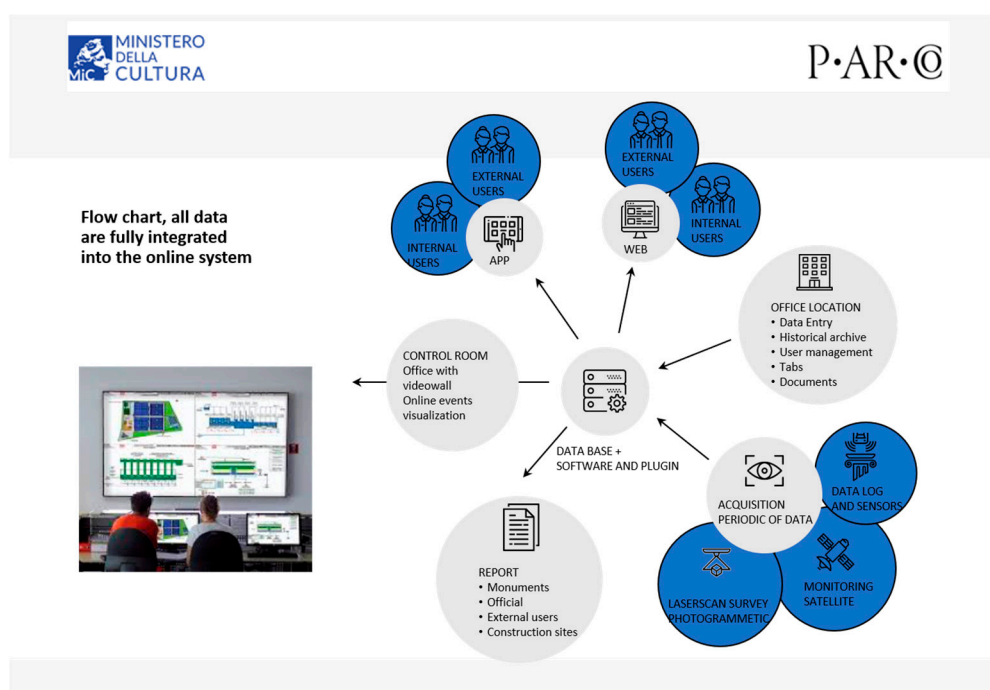 MINISTERO
DELLA
CULTURA
MiC
P·AR·CO
EXTERNAL
USERS
INTERNAL
USERS
APP
EXTERNAL
USERS
INTERNAL
USERS
WEB
Flow chart, all data
are fully integrated
into the online system
OFFICE LOCATION
• Data Entry
• Historical archive
• User management
• Tabs
• Documents
CONTROL ROOM
Office with
videowall
Online events
visualization
DATA BASE +
SOFTWARE AND PLUGIN
ACQUISITION
PERIODIC OF DATA
DATA LOG
AND SENSORS
MONITORING
SATELLITE
LASERSCAN SURVEY
PHOTOGRAMMETIC
REPORT
• Monuments
• Official
• External users
• Construction sites